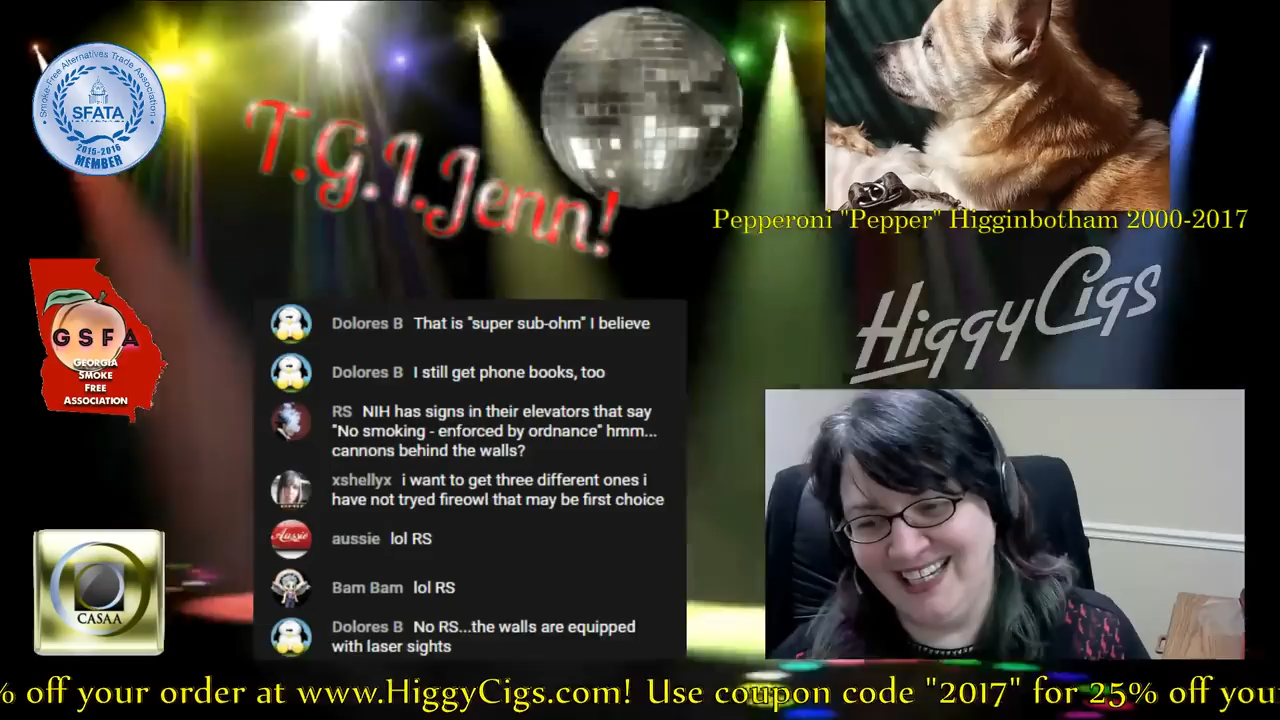 Smoke-Free Alternatives Trade Association
SFATA
2015-2016
MEMBER
T.G.I.Jenn!
Pepperoni "Pepper" Higginbotham 2000-2017
HiggyCigs
GSFA
GEORGIA
SMOKE
FREE
ASSOCIATION
CASAA
Dolores B That is "super sub-ohm" I believe
Dolores B I still get phone books, too
RS NIH has signs in their elevators that say
"No smoking - enforced by ordnance" hmm...
cannons behind the walls?
xshellyx i want to get three different ones i
have not tryed fireowl that may be first choice
Aussie
aussie lol RS
Bam Bam lol RS
Dolores B No RS...the walls are equipped
with laser sights
% off your order at www.HiggyCigs.com! Use coupon code "2017" for 25% off you